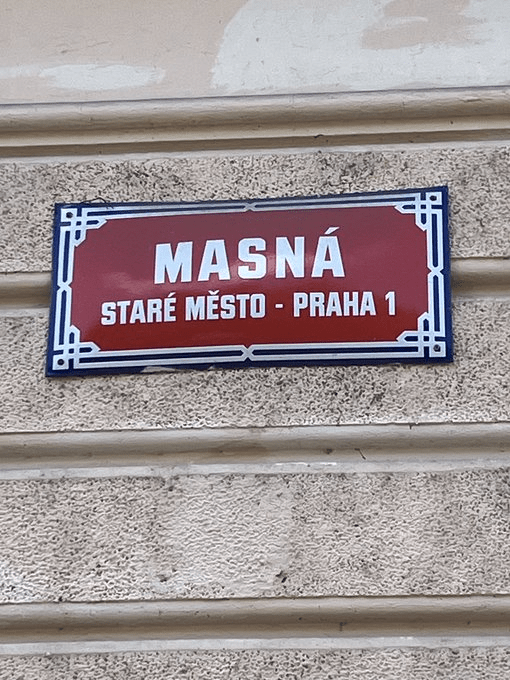 MASNÁ
STARÉ MĚSTO - PRAHA 1